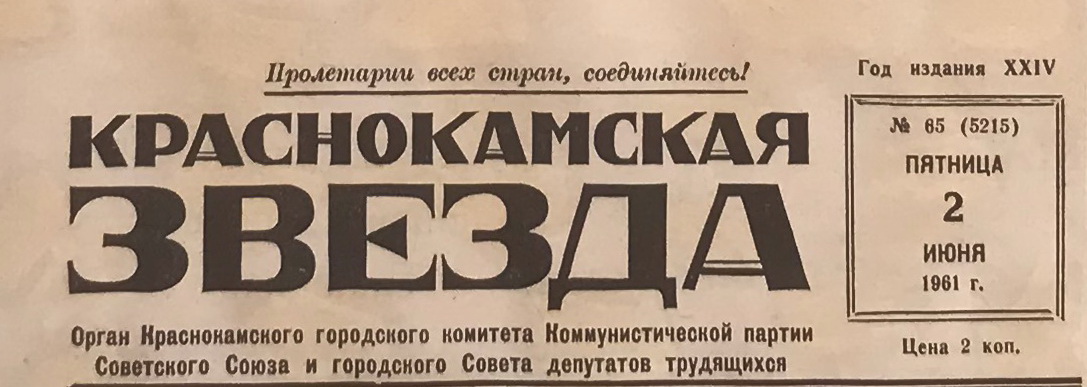 Пролетарии всех стран, соединяйтесь!
КРАСНОКАМСКАЯ
ЗВЕЗДА
Орган Краснокамского городского комитета Коммунистической партии
Советского Союза и городского Совета депутатов трудящихся
Год издания XXIV
№ 65 (5215)
ПЯТНИЦА
2
ИЮНЯ
1961 г.
Цена 2 коп.